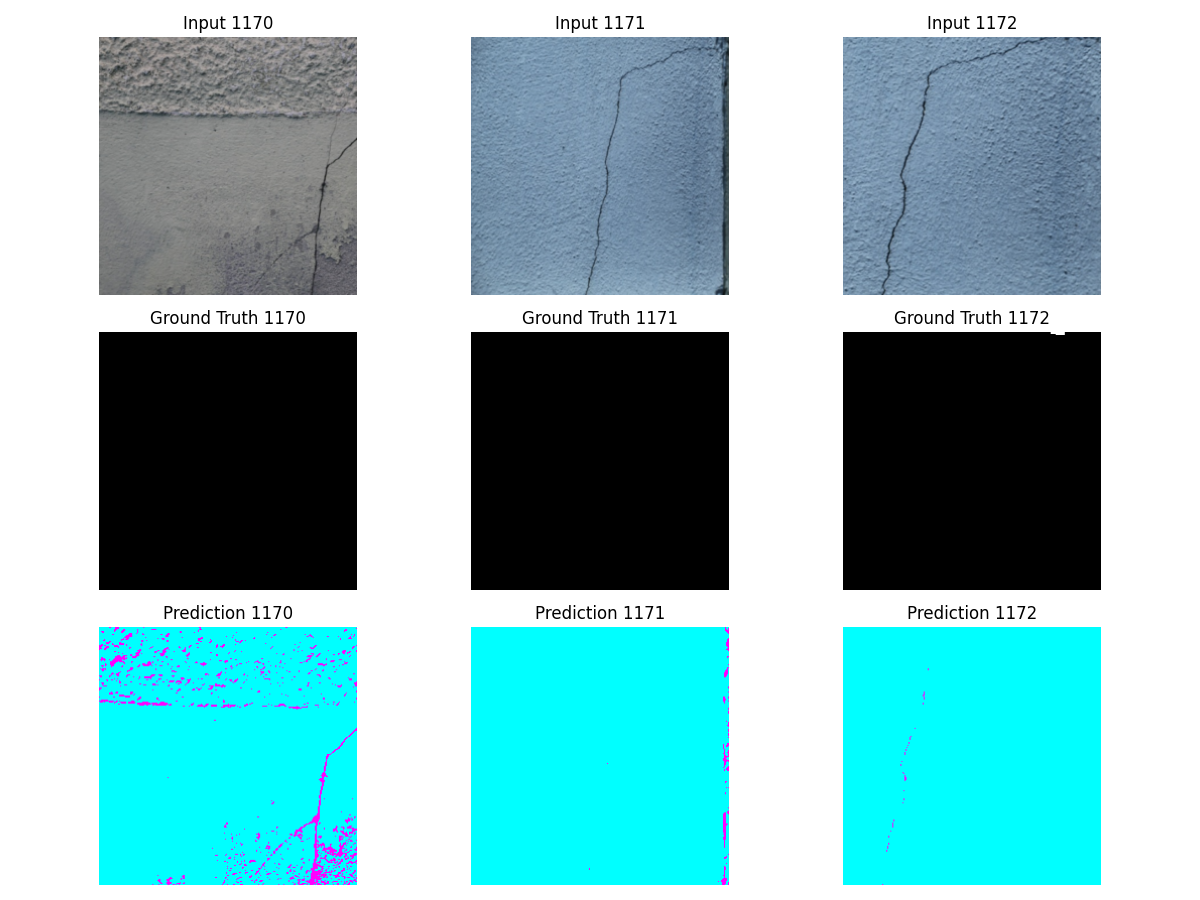 Input 1170
Input 1171
Input 1172
Ground Truth 1170
Ground Truth 1171
Ground Truth 1172
Prediction 1170
Prediction 1171
Prediction 1172